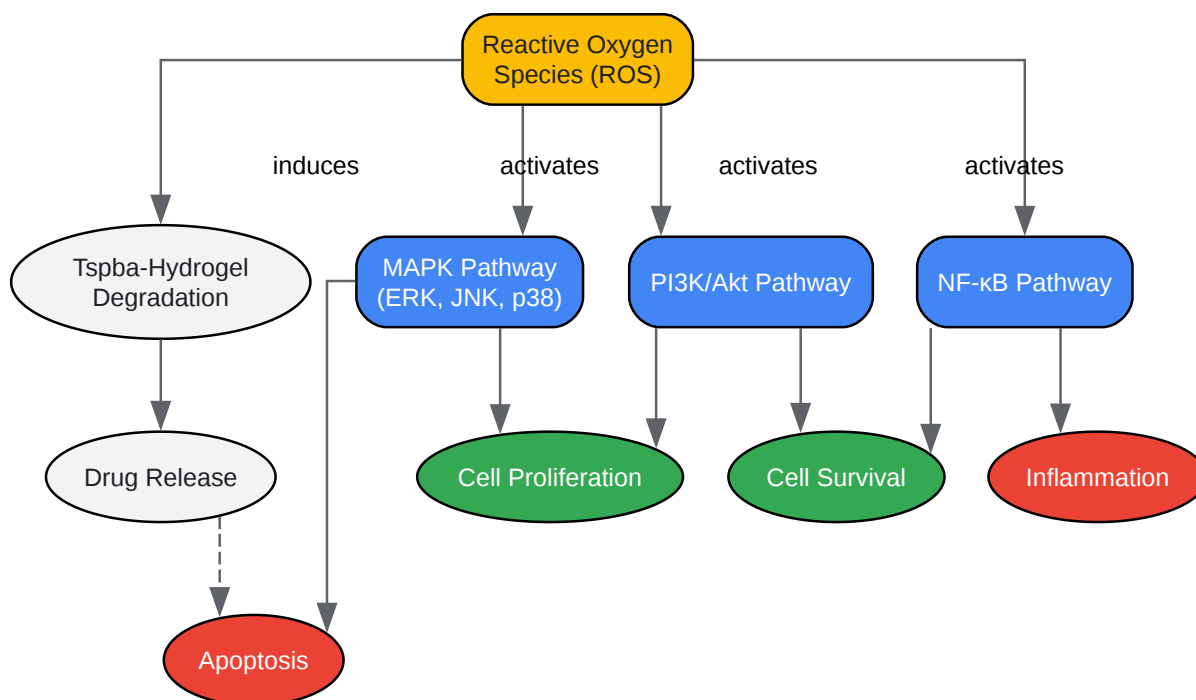 Reactive Oxygen
Species (ROS)
induces
activates
activates
activates
Tspba-Hydrogel
Degradation
MAPK Pathway
(ERK, JNK, p38)
PI3K/Akt Pathway
NF-κB Pathway
Drug Release
Cell Proliferation
Cell Survival
Inflammation
Apoptosis